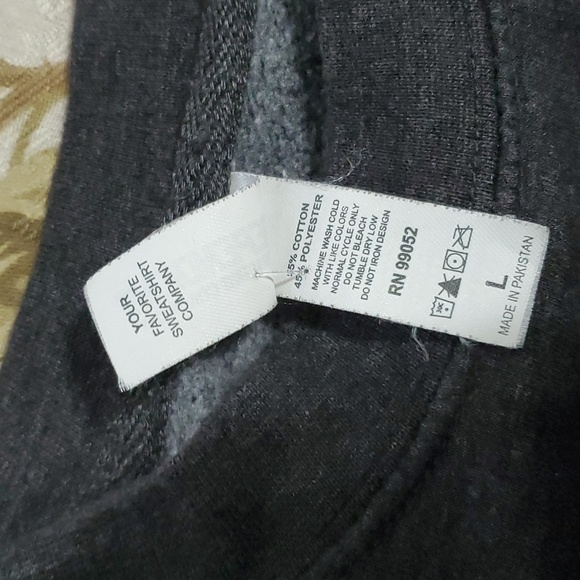 YOUR
FAVORITE
SWEATSHIRT
COMPANY
5% COTTON
45% POLYESTER
MACHINE WASH COLD
WITH LIKE COLORS
NORMAL CYCLE ONLY
DO NOT BLEACH
TUMBLE DRY LOW
DO NOT IRON DESIGN
RN 99052
L
MADE IN PAKISTAN